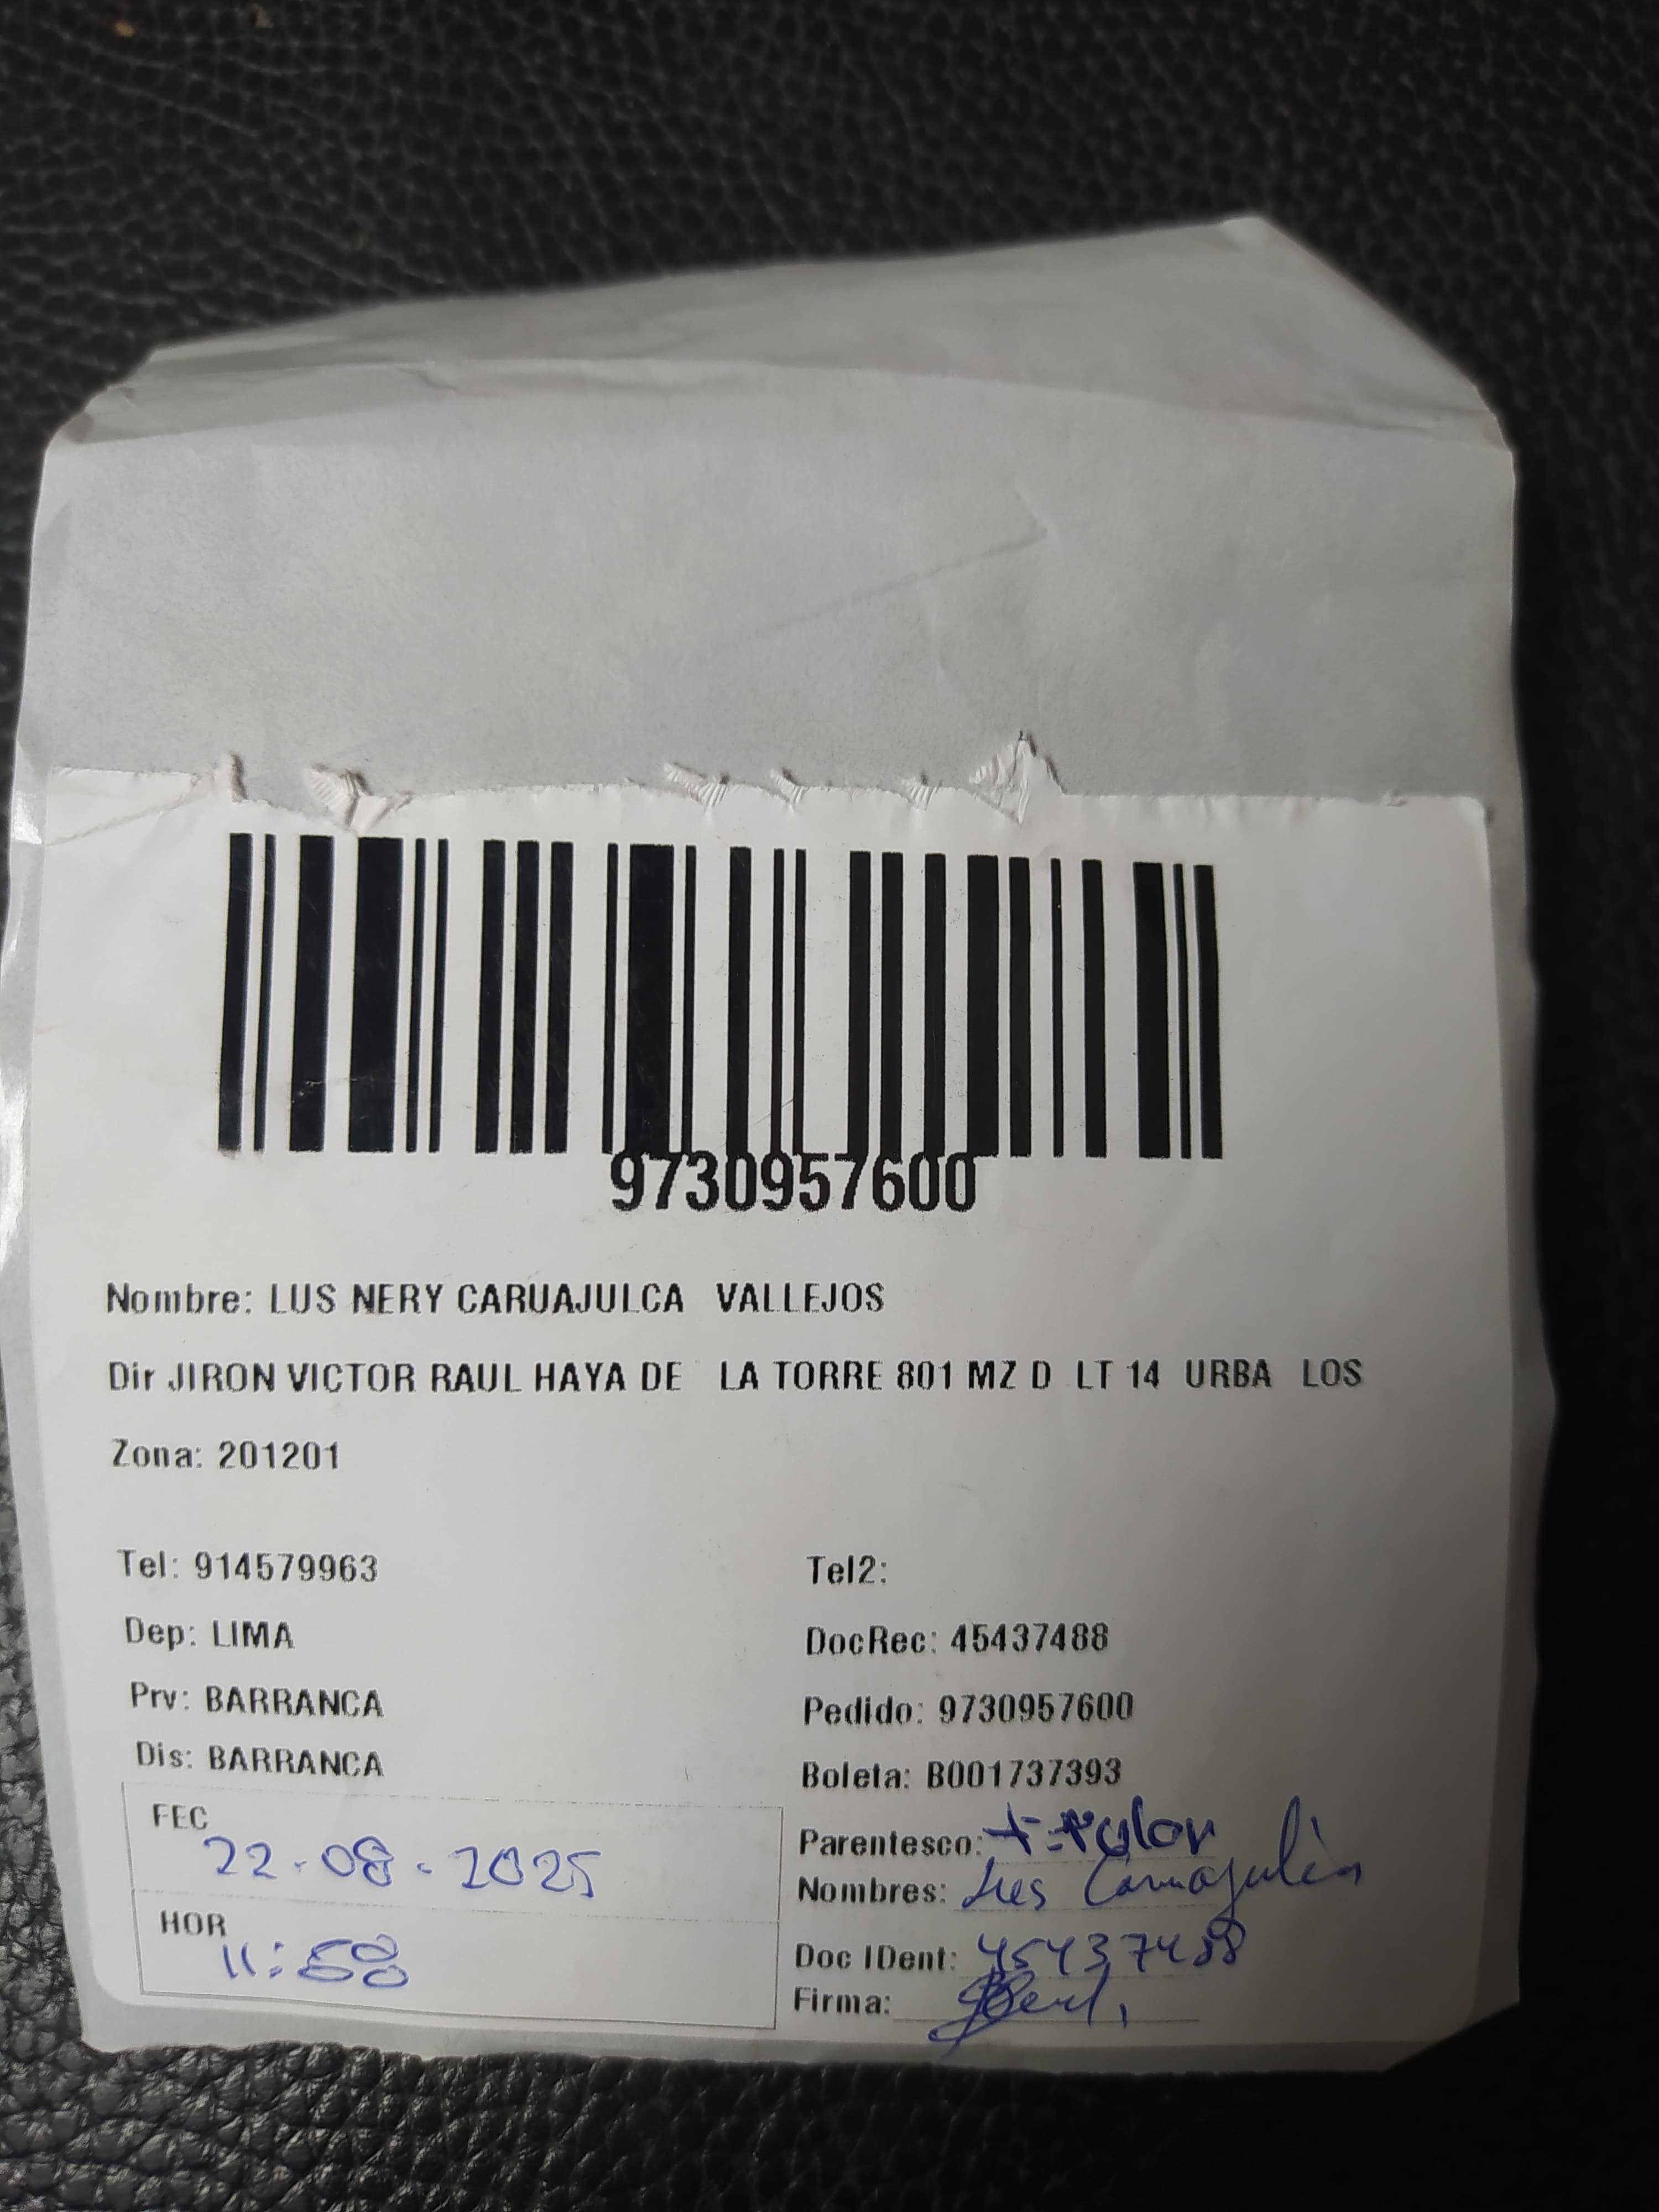 9730957600
Nombre: LUS NERY CARUAJULCA VALLEJOS
Dir JIRON VICTOR RAUL HAYA DE LA TORRE 801 MZ D LT 14 URBA LOS
Zona: 201201
Tel: 914579963 Tel2:
Dep: LIMA DocRec: 45437488
Prv: BARRANCA Pedido: 9730957600
Dis: BARRANCA Boleta: B001737393
FEC
22-08-2025
Parentesco: titular
Nombres: Lus
HOR
11:58
Doc IDent: 45437488
Firma: